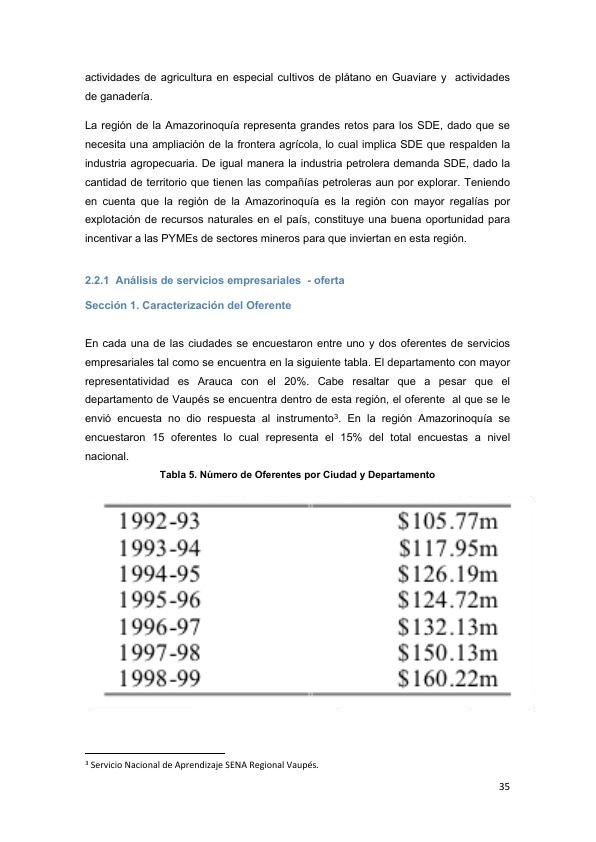 actividades de agricultura en especial cultivos de plátano en Guaviare y actividades
de ganadería.
La región de la Amazorinoquía representa grandes retos para los SDE, dado que se
necesita una ampliación de la frontera agrícola, lo cual implica SDE que respalden la
industria agropecuaria. De igual manera la industria petrolera demanda SDE, dado la
cantidad de territorio que tienen las compañías petroleras aun por explorar. Teniendo
en cuenta que la región de la Amazorinoquía es la región con mayor regalías por
explotación de recursos naturales en el país, constituye una buena oportunidad para
incentivar a las PYMEs de sectores mineros para que inviertan en esta región.
2.2.1 Análisis de servicios empresariales - oferta
Sección 1. Caracterización del Oferente
En cada una de las ciudades se encuestaron entre uno y dos oferentes de servicios
empresariales tal como se encuentra en la siguiente tabla. El departamento con mayor
representatividad es Arauca con el 20%. Cabe resaltar que a pesar que el
departamento de Vaupés se encuentra dentro de esta región, el oferente al que se le
envió encuesta no dio respuesta al instrumento³. En la región Amazorinoquía se
encuestaron 15 oferentes lo cual representa el 15% del total encuestas a nivel
nacional.
Tabla 5. Número de Oferentes por Ciudad y Departamento
1992-93 $105.77m
1993-94 $117.95m
1994-95 $126.19m
1995-96 $124.72m
1996-97 $132.13m
1997-98 $150.13m
1998-99 $160.22m
³ Servicio Nacional de Aprendizaje SENA Regional Vaupés.
35